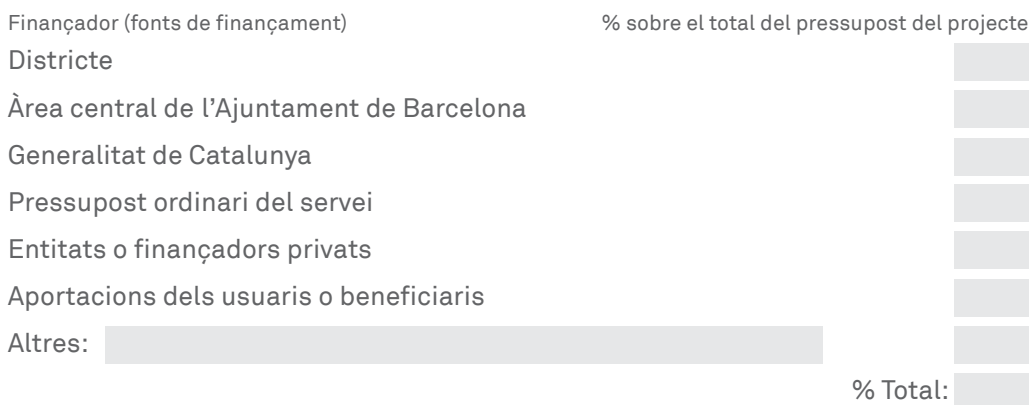 Finançador (fonts de finançament) % sobre el total del pressupost del projecte
Districte
Àrea central de l’Ajuntament de Barcelona
Generalitat de Catalunya
Pressupost ordinari del servei
Entitats o finançadors privats
Aportacions dels usuaris o beneficiaris
Altres:
% Total: